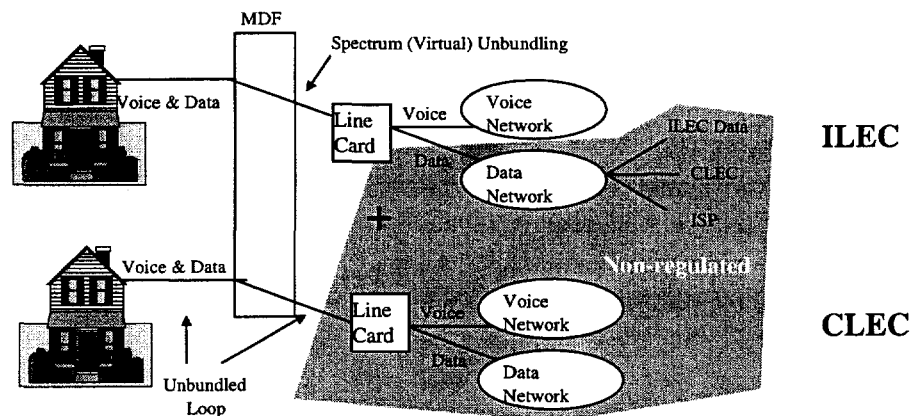 MDF
Spectrum (Virtual) Unbundling
Voice & Data
Line
Card
Voice
Voice
Network
Data
Data
Network
ILEC Data
CLEC
ISP
ILEC
+
Non-regulated
Voice & Data
Line
Card
Voice
Voice
Network
Data
Data
Network
CLEC
Unbundled
Loop